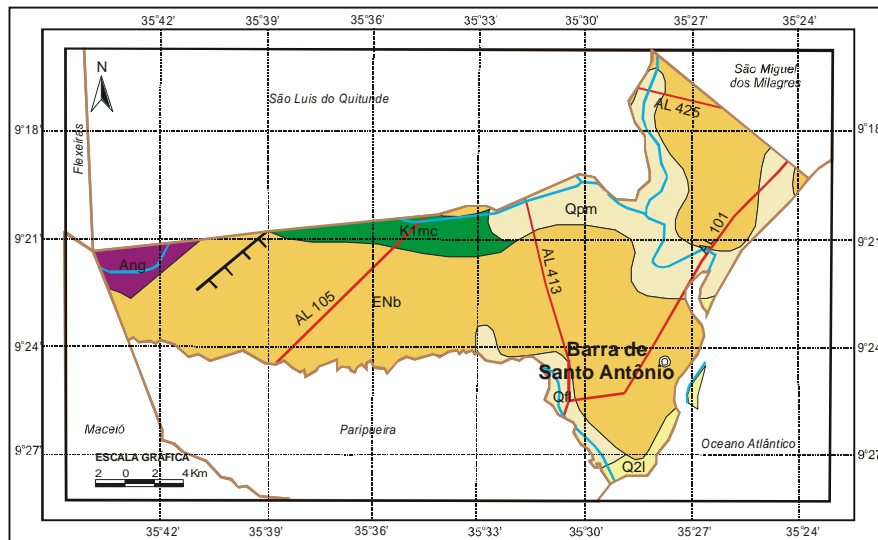 35°42' 35°39' 35°36' 35°33' 35°30' 35°27' 35°24'
N
São Miguel
dos Milagres
São Luis do Quitunde
Flexeiras
AL 425
9°18' 9°18'
Qpm
K1mc
AL 101
9°21' 9°21'
Ang
AL 413
AL 105
ENb
9°24' 9°24'
Barra de
Santo Antônio
Qfl
Maceió
Paripueira
Oceano Atlântico
9°27' 9°27'
ESCALA GRÁFICA
2 0 2 4Km
Q2l
35°42' 35°39' 35°36' 35°33' 35°30' 35°27' 35°24'